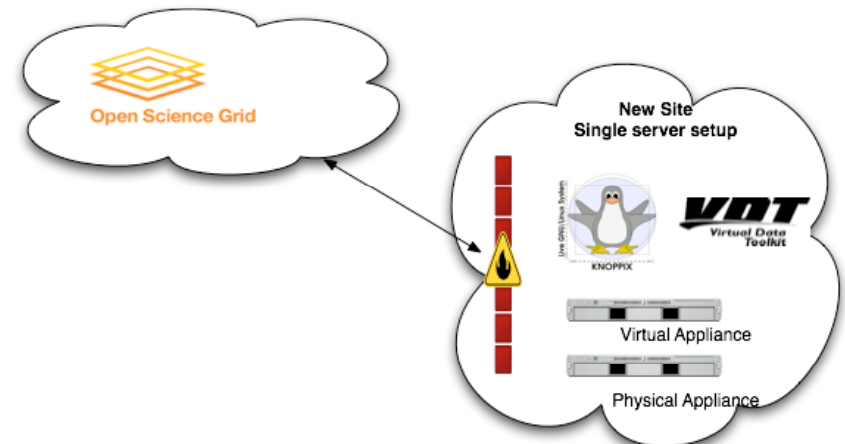 Open Science Grid
New Site
Single server setup
Live GNU/Linux System
KNOPPIX
VDT
Virtual Data
Toolkit
Virtual Appliance
Physical Appliance